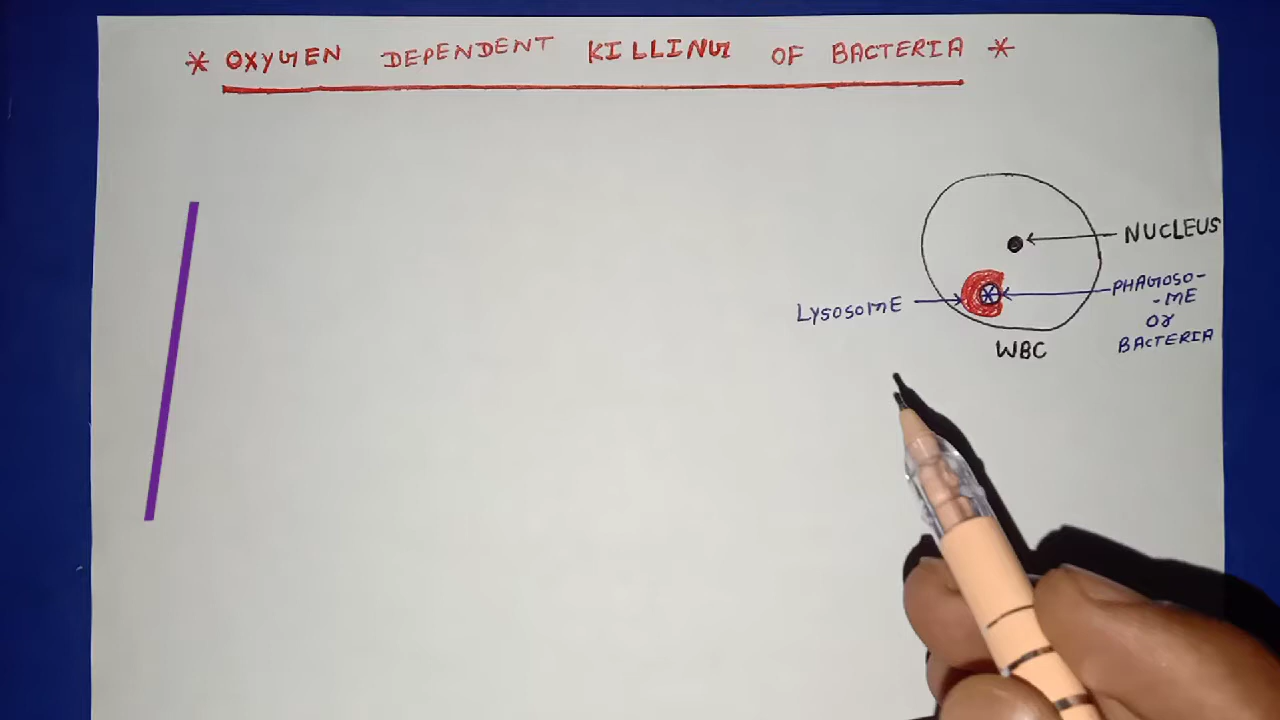 * OXYGEN DEPENDENT KILLING OF BACTERIA *
NUCLEUS
LYSOSOME
PHAGOSO-
-ME
OR
BACTERIA
WBC